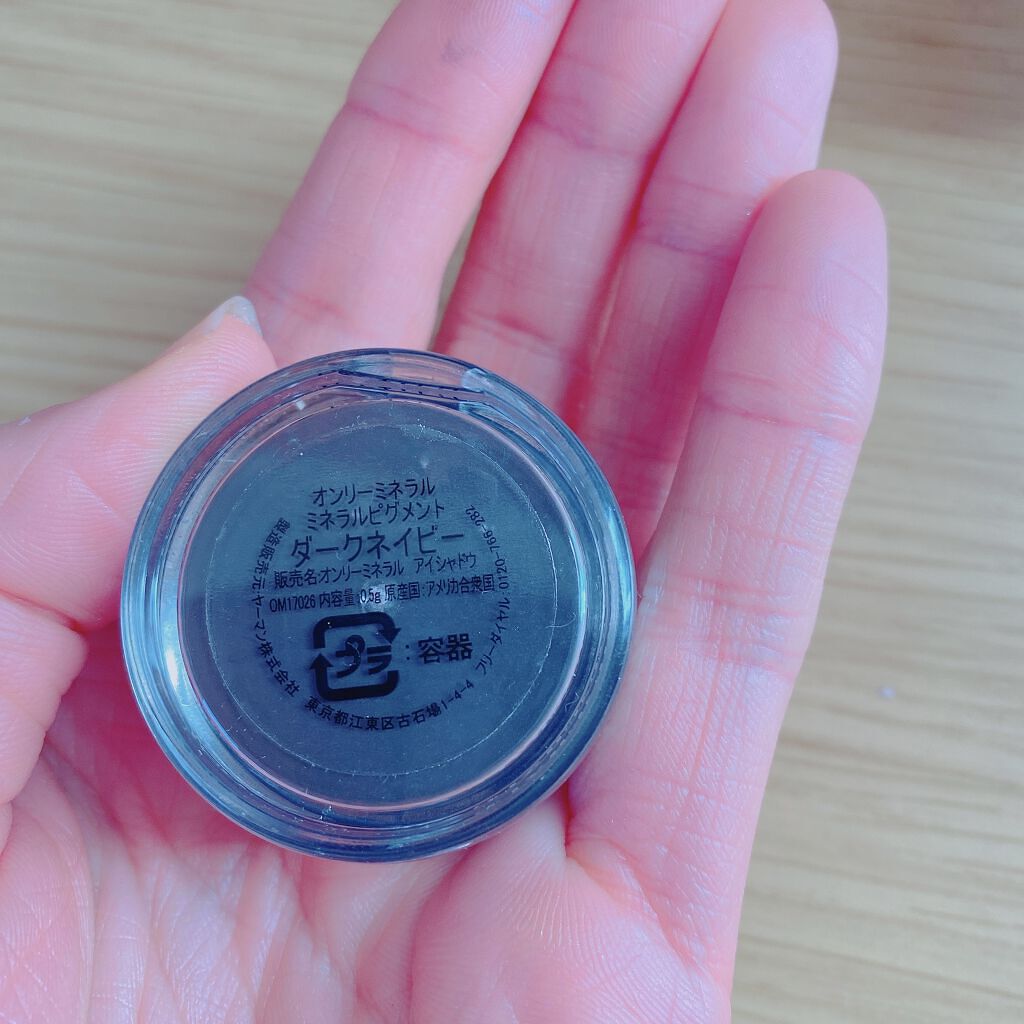 オンリーミネラル
ミネラルピグメント
ダークネイビー
販売名:オンリーミネラル アイシャドウ
OM17026 内容量:0.5g 原産国:アメリカ合衆国
プラ :容器
製造販売元:ヤーマン株式会社 東京都江東区古石場1-4-4 フリーダイヤル:0120-766-282